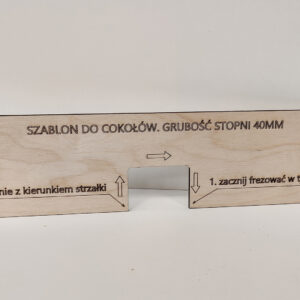 SZABLON DO COKOŁÓW. GRUBOŚĆ STOPNI 40MM
nie z kierunkiem strzałki
1. zacznij frezować w t